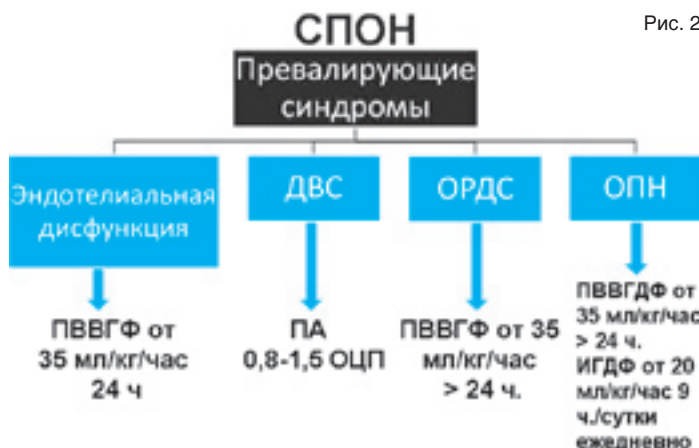 СПОН
Рис. 2
Превалирующие
синдромы
Эндотелиальная
дисфункция
ДВС
ОРДС
ОПН
ПВВГФ от
35 мл/кг/час
24 ч
ПА
0,8-1,5 ОЦП
ПВВГФ от 35
мл/кг/час
> 24 ч.
ПВВГДФ от
35 мл/кг/час
> 24 ч.
ИГДФ от 20
мл/кг/час 9
ч./сутки
ежедневно